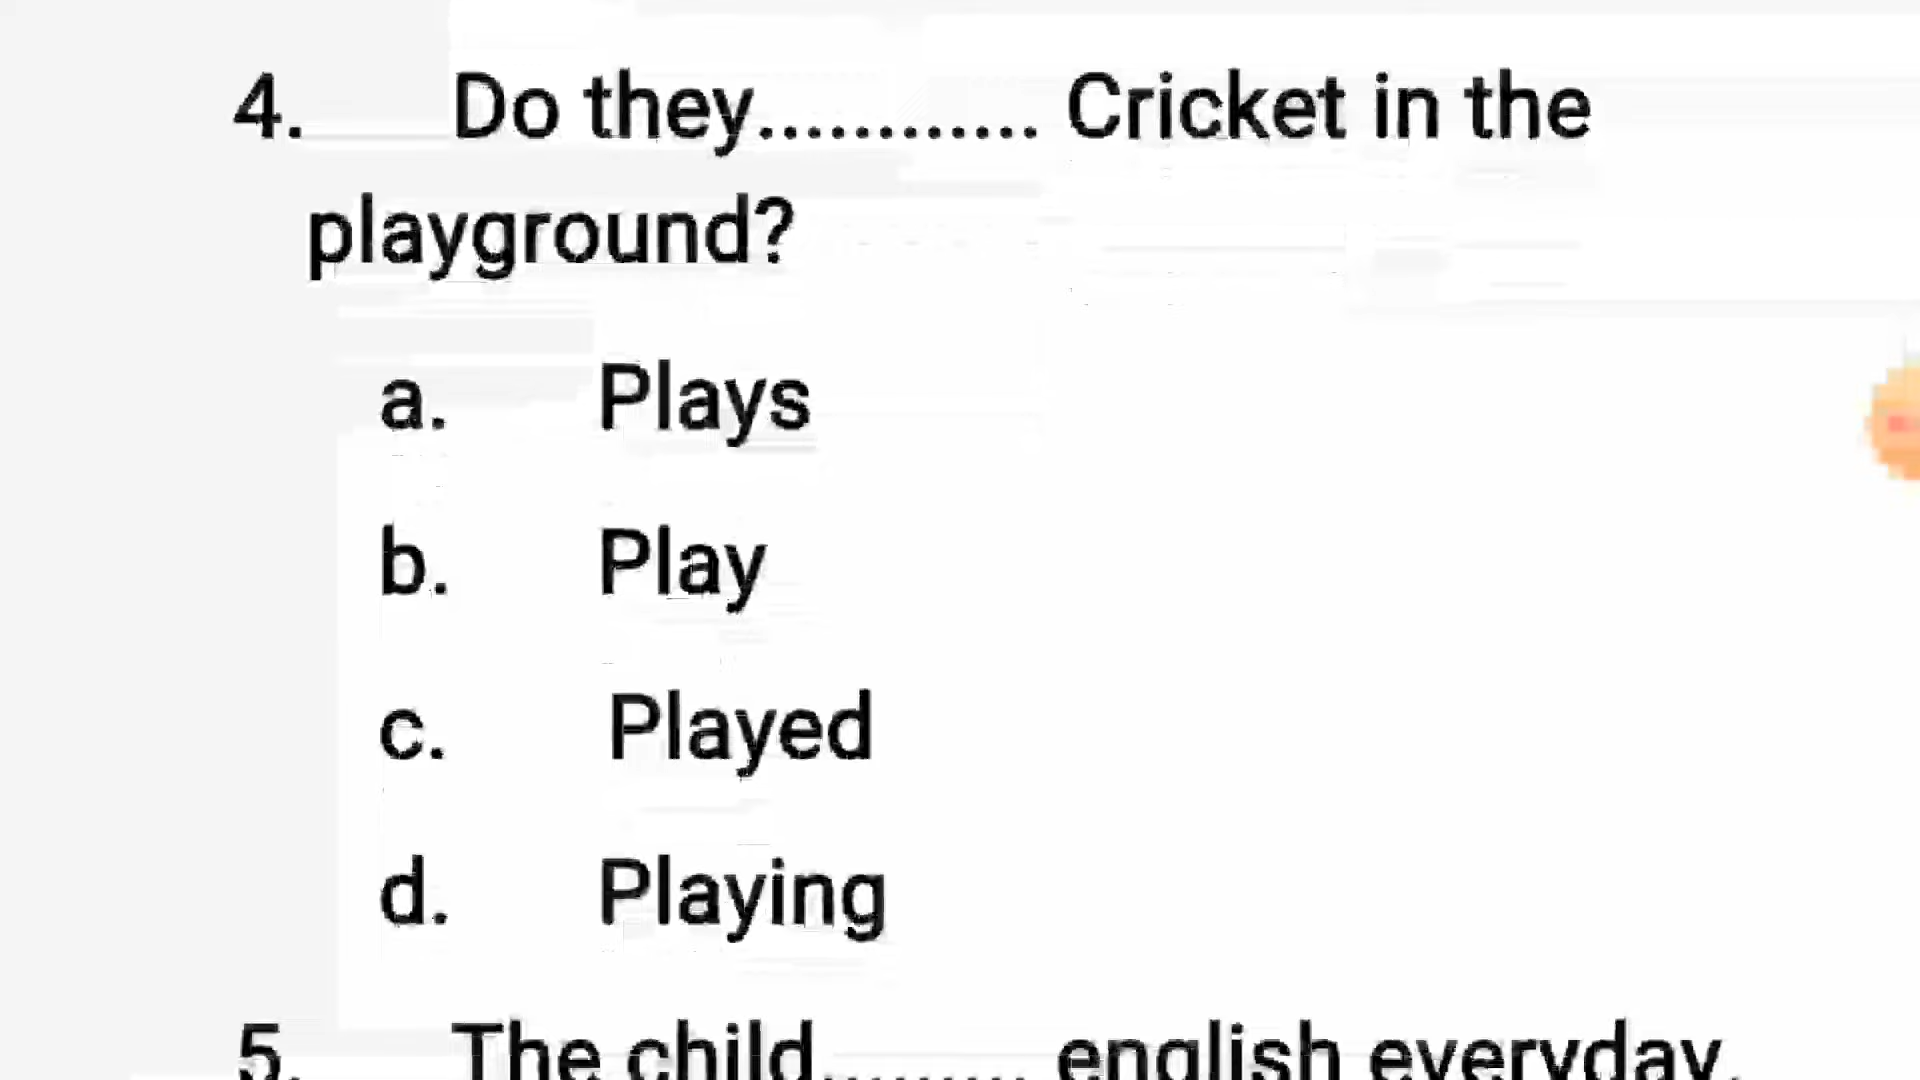 4. Do they............ Cricket in the
playground?
a. Plays
b. Play
c. Played
d. Playing
5. The child......... english everyday.